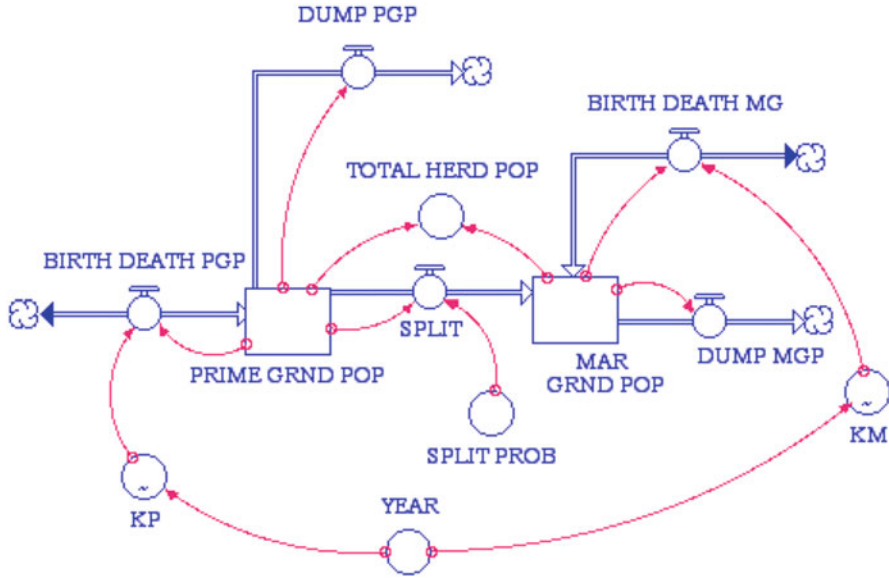 DUMP PGP
BIRTH DEATH MG
TOTAL HERD POP
BIRTH DEATH PGP
SPLIT
PRIME GRND POP
MAR
GRND POP
DUMP MGP
SPLIT PROB
KM
~
~
KP
YEAR